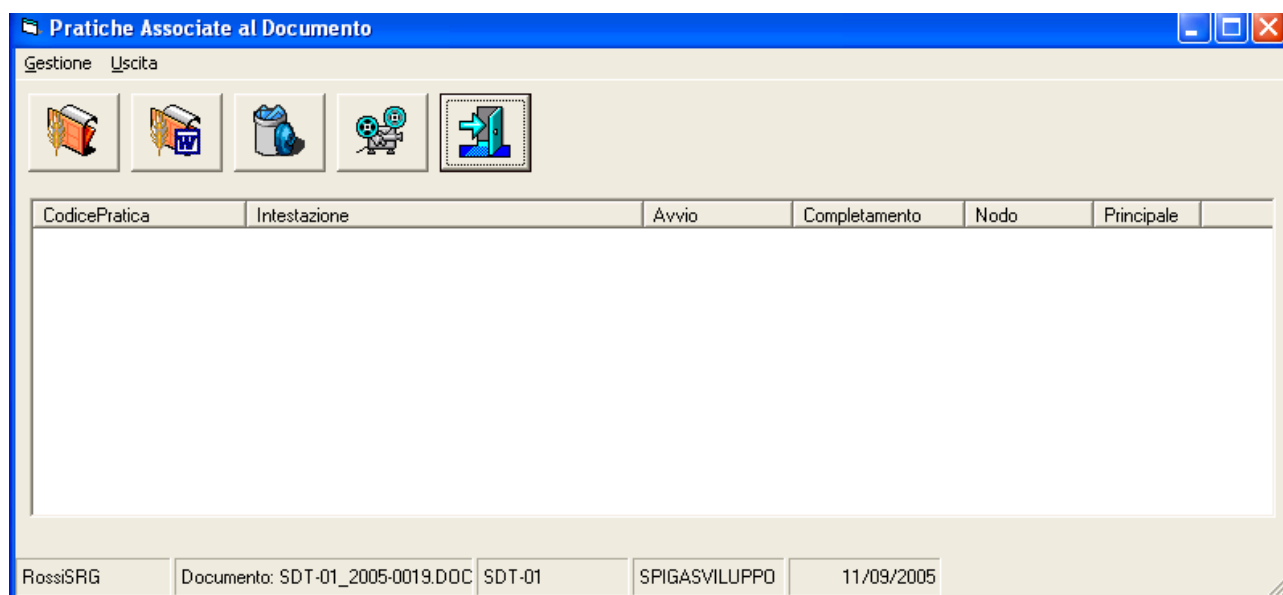 Pratiche Associate al Documento
Gestione Uscita
W
CodicePratica Intestazione Avvio Completamento Nodo Principale
RossiSRG Documento: SDT-01_2005-0019.DOC SDT-01 SPIGASVILUPPO 11/09/2005